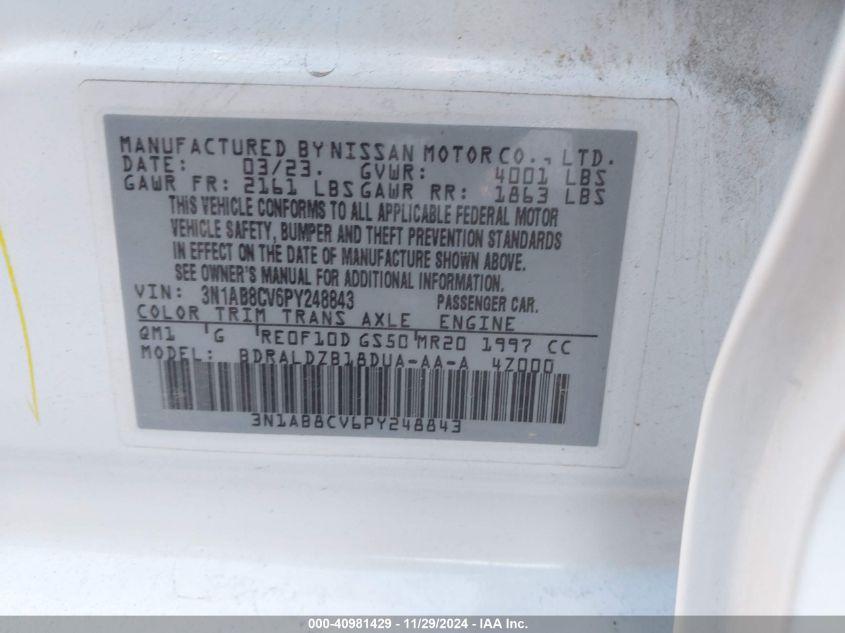 MANUFACTURED BY NISSAN MOTOR CO., LTD.
DATE: 03/23. GVWR: 4001 LBS
GAWR FR: 2161 LBS GAWR RR: 1863 LBS
THIS VEHICLE CONFORMS TO ALL APPLICABLE FEDERAL MOTOR
VEHICLE SAFETY, BUMPER AND THEFT PREVENTION STANDARDS
IN EFFECT ON THE DATE OF MANUFACTURE SHOWN ABOVE.
SEE OWNER'S MANUAL FOR ADDITIONAL INFORMATION.
VIN: 3N1AB8CV6PY248843 PASSENGER CAR.
COLOR TRIM TRANS AXLE ENGINE
QM1 G RE0F10D GS50 MR20 1997 CC
MODEL: BDRALDZB18DUA-AA-A 4Z000
3N1AB8CV6PY248843
000-40981429 - 11/29/2024 - IAA Inc.